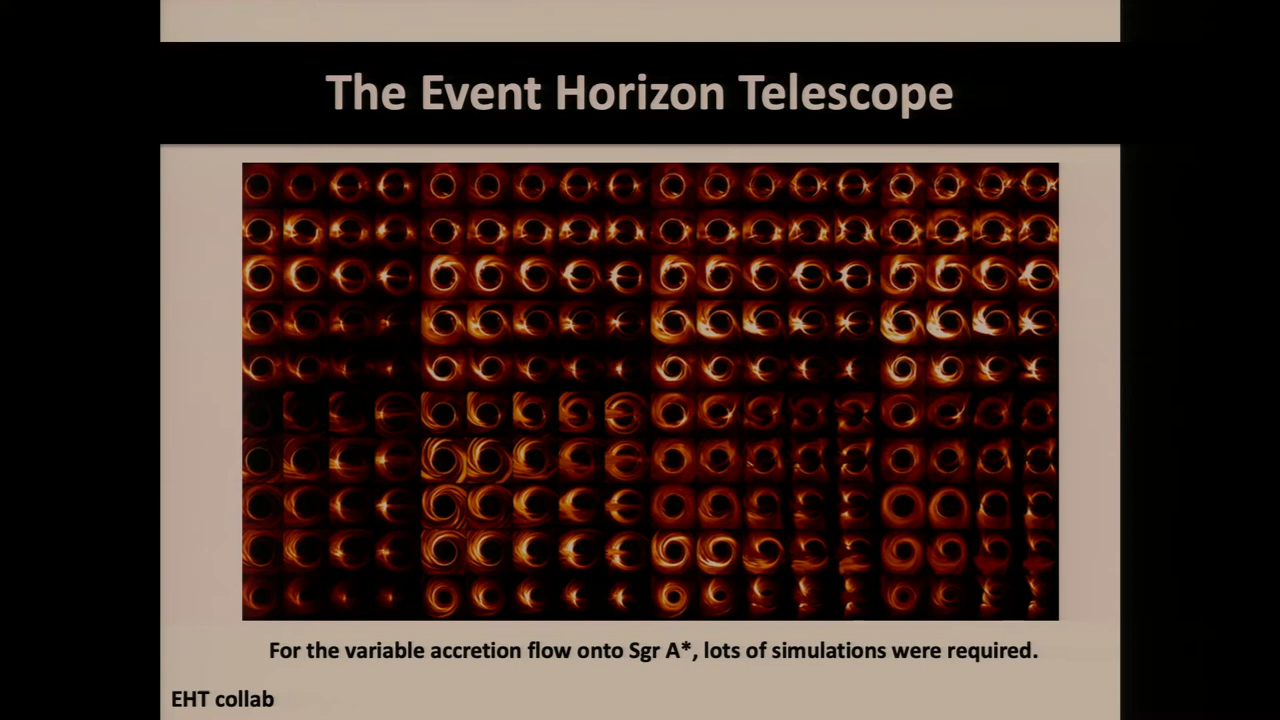 The Event Horizon Telescope
For the variable accretion flow onto Sgr A*, lots of simulations were required.
EHT collab